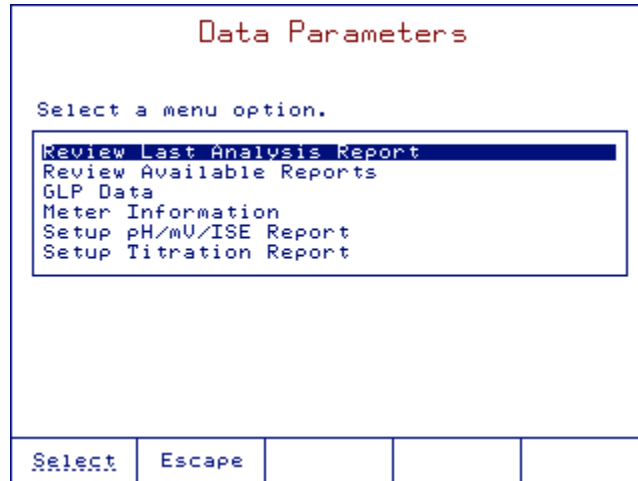 Data Parameters
Select a menu option.
Review Last Analysis Report
Review Available Reports
GLP Data
Meter Information
Setup pH/mV/ISE Report
Setup Titration Report
Select Escape